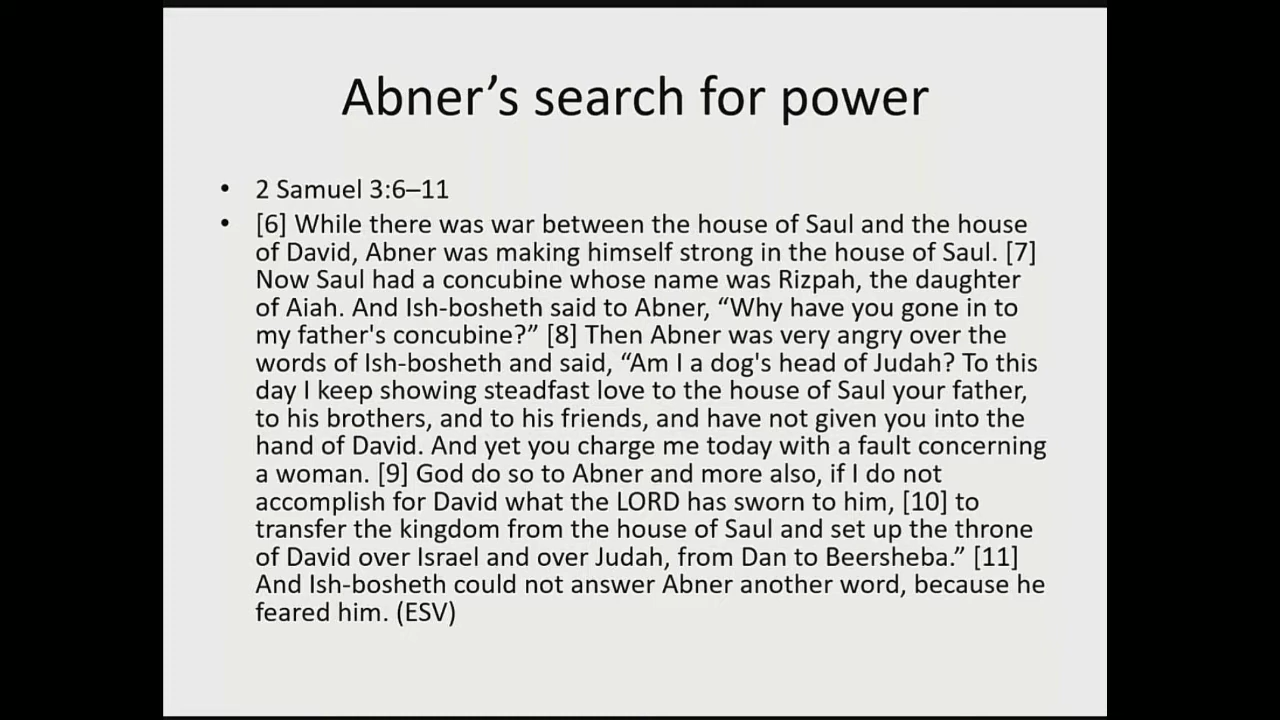 Abner’s search for power
• 2 Samuel 3:6–11
• [6] While there was war between the house of Saul and the house
of David, Abner was making himself strong in the house of Saul. [7]
Now Saul had a concubine whose name was Rizpah, the daughter
of Aiah. And Ish-bosheth said to Abner, “Why have you gone in to
my father's concubine?” [8] Then Abner was very angry over the
words of Ish-bosheth and said, “Am I a dog's head of Judah? To this
day I keep showing steadfast love to the house of Saul your father,
to his brothers, and to his friends, and have not given you into the
hand of David. And yet you charge me today with a fault concerning
a woman. [9] God do so to Abner and more also, if I do not
accomplish for David what the LORD has sworn to him, [10] to
transfer the kingdom from the house of Saul and set up the throne
of David over Israel and over Judah, from Dan to Beersheba.” [11]
And Ish-bosheth could not answer Abner another word, because he
feared him. (ESV)